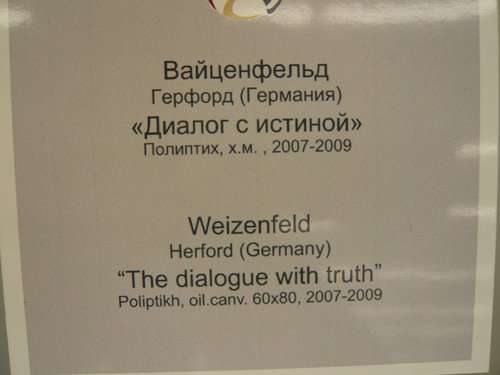 Вайценфельд
Герфорд (Германия)
«Диалог с истиной»
Полиптих, х.м. , 2007-2009
Weizenfeld
Herford (Germany)
“The dialogue with truth”
Poliptikh, oil.canv. 60x80, 2007-2009